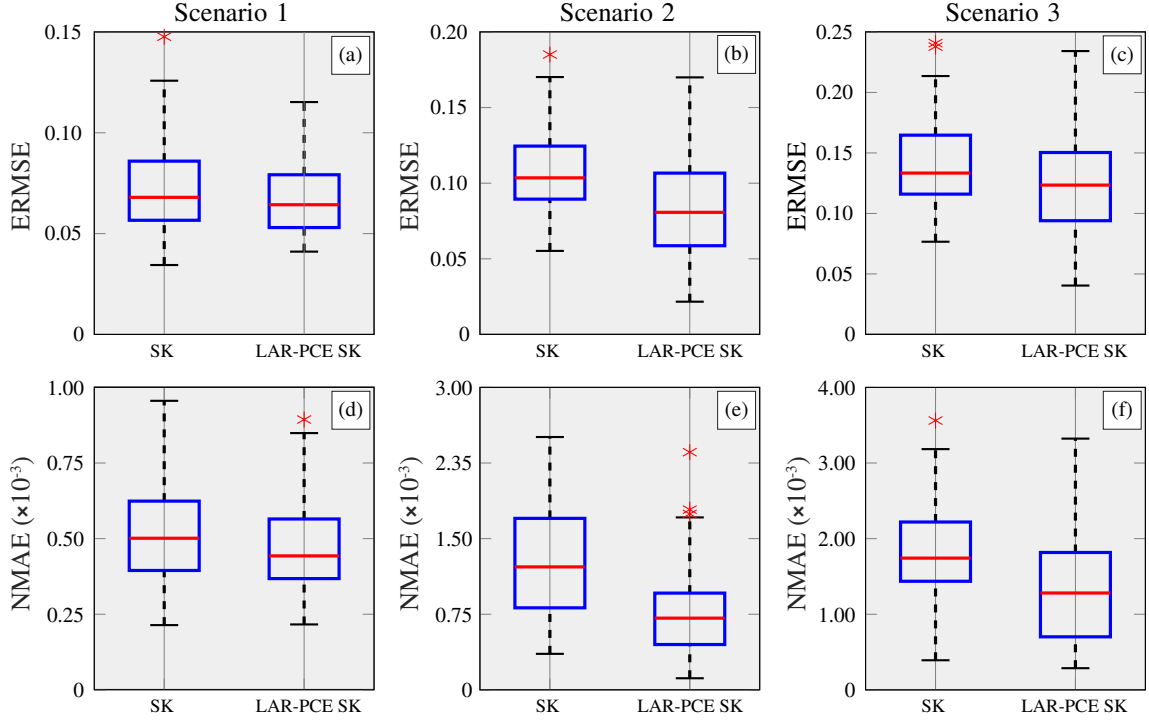 Scenario 1
Scenario 2
Scenario 3
0.15
0.10
0.05
0
ERMSE
(a)
SK
LAR-PCE SK
0.20
0.15
0.10
0.05
0
ERMSE
(b)
SK
LAR-PCE SK
0.25
0.20
0.15
0.10
0.05
0
ERMSE
(c)
SK
LAR-PCE SK
1.00
0.75
0.50
0.25
0
NMAE (×10⁻³)
(d)
SK
LAR-PCE SK
3.00
2.35
1.50
0.75
0
NMAE (×10⁻³)
(e)
SK
LAR-PCE SK
4.00
3.00
2.00
1.00
0
NMAE (×10⁻³)
(f)
SK
LAR-PCE SK